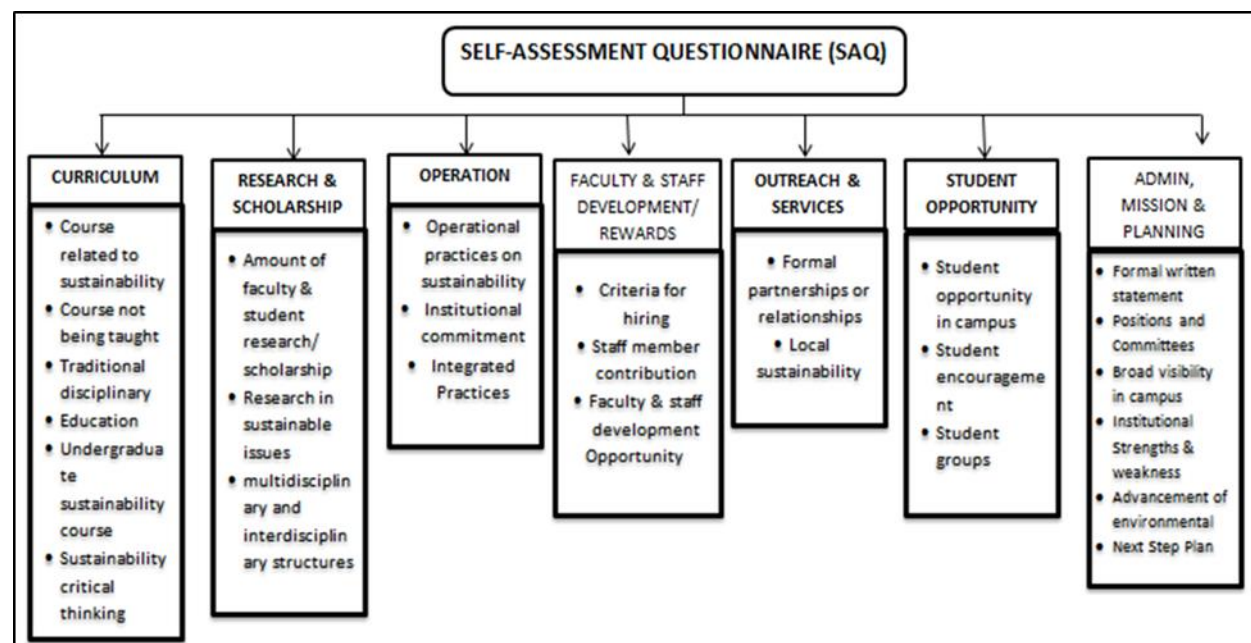 SELF-ASSESSMENT QUESTIONNAIRE (SAQ)
CURRICULUM
• Course
related to
sustainability
• Course not
being taught
• Traditional
disciplinary
• Education
• Undergradua
te
sustainability
course
• Sustainability
critical
thinking
RESEARCH &
SCHOLARSHIP
• Amount of
faculty &
student
research/
scholarship
• Research in
sustainable
issues
• multidisciplin
ary and
interdisciplin
ary structures
OPERATION
• Operational
practices on
sustainability
• Institutional
commitment
• Integrated
Practices
FACULTY & STAFF
DEVELOPMENT/
REWARDS
• Criteria for
hiring
• Staff member
contribution
• Faculty & staff
development
Opportunity
OUTREACH &
SERVICES
• Formal
partnerships or
relationships
• Local
sustainability
STUDENT
OPPORTUNITY
• Student
opportunity
in campus
• Student
encourageme
nt
• Student
groups
ADMIN,
MISSION &
PLANNING
• Formal written
statement
• Positions and
Committees
• Broad visibility
in campus
• Institutional
Strengths &
weakness
• Advancement of
environmental
• Next Step Plan